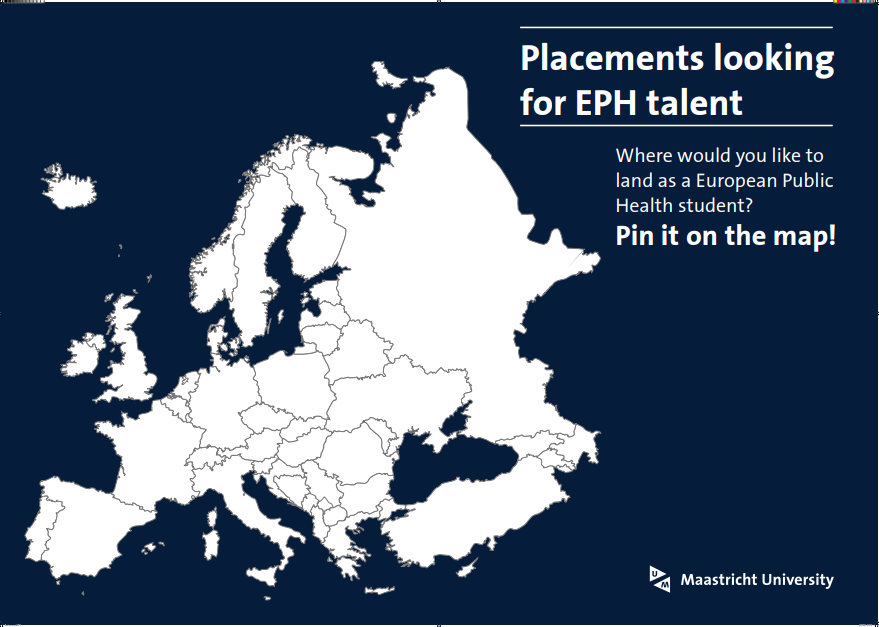 Placements looking
for EPH talent
Where would you like to
land as a European Public
Health student?
Pin it on the map!
UM
Maastricht University